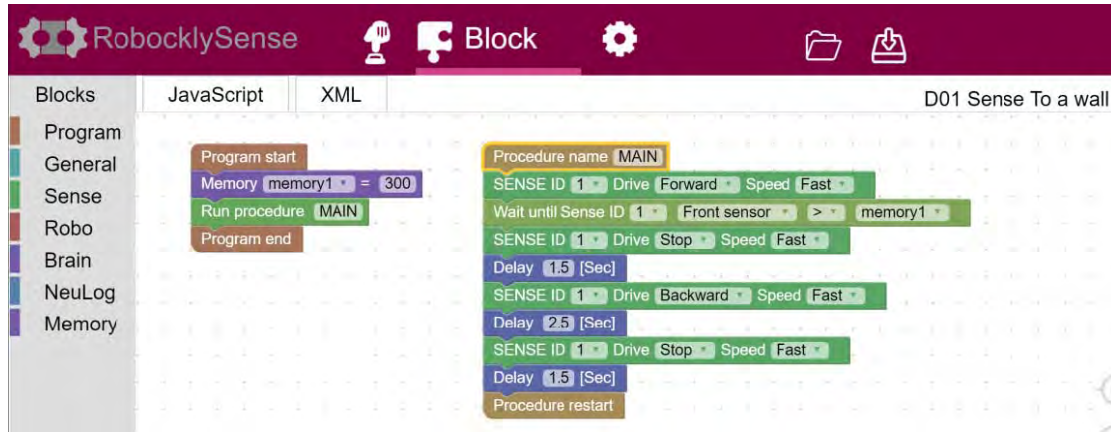 RobocklySense Block
Blocks JavaScript XML D01 Sense To a wall
Program
General
Sense
Robo
Brain
NeuLog
Memory
Program start
Memory memory1 = 300
Run procedure MAIN
Program end
Procedure name MAIN
SENSE ID 1 Drive Forward Speed Fast
Wait until Sense ID 1 Front sensor > memory1
SENSE ID 1 Drive Stop Speed Fast
Delay 1.5 [Sec]
SENSE ID 1 Drive Backward Speed Fast
Delay 2.5 [Sec]
SENSE ID 1 Drive Stop Speed Fast
Delay 1.5 [Sec]
Procedure restart